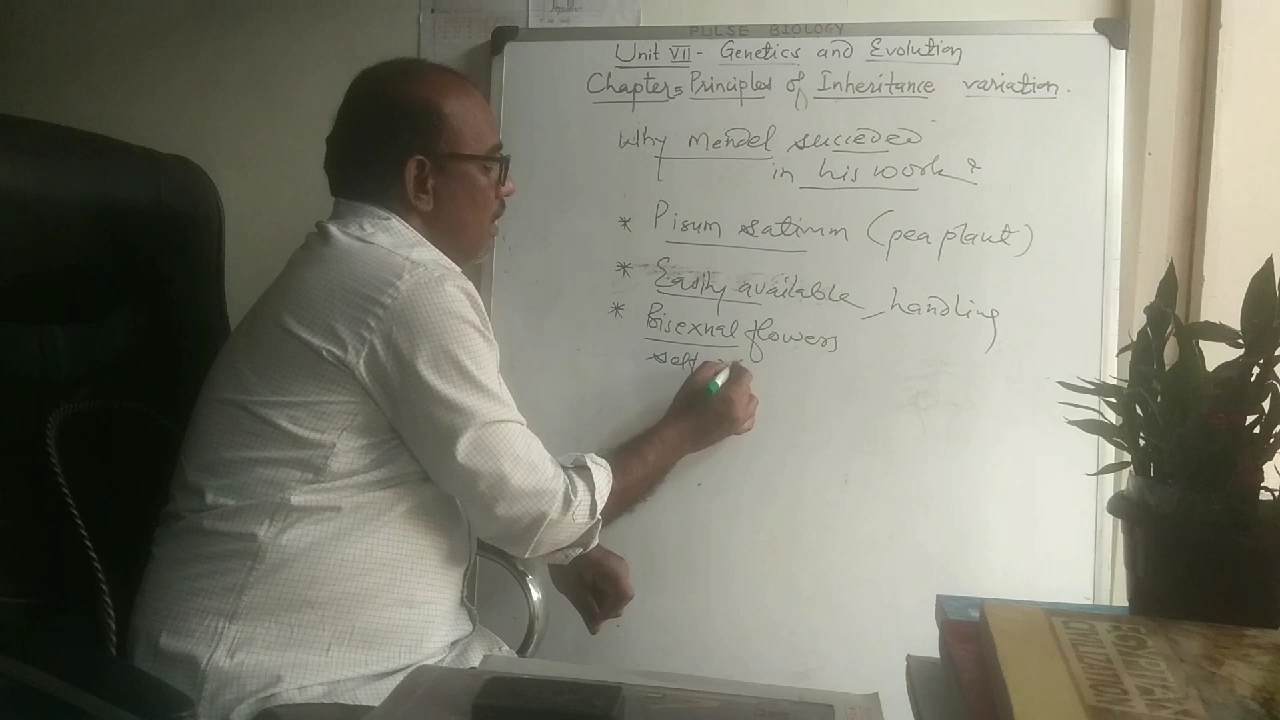 PULSE BIOLOGY
Unit VII - Genetics and Evolution
Chapter, Principles of Inheritance variation.
Why Mendel succeded
in his work?
* Pisum sativum (pea plant)
* Easily available, handling
* Bisexual flowers
self